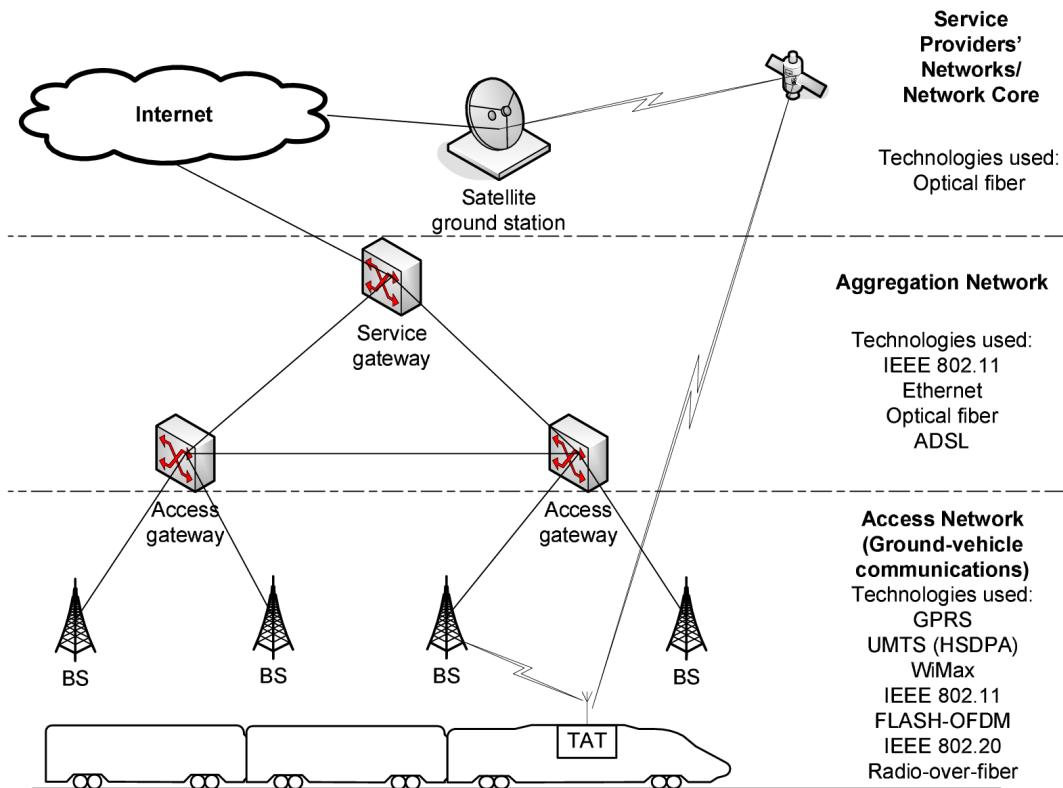 Service
Providers'
Networks/
Network Core
Internet
Technologies used:
Optical fiber
Satellite
ground station
Aggregation Network
Service
gateway
Technologies used:
IEEE 802.11
Ethernet
Optical fiber
ADSL
Access
gateway
Access
gateway
Access Network
(Ground-vehicle
communications)
Technologies used:
GPRS
UMTS (HSDPA)
WiMax
IEEE 802.11
FLASH-OFDM
IEEE 802.20
Radio-over-fiber
BS
BS
BS
BS
TAT